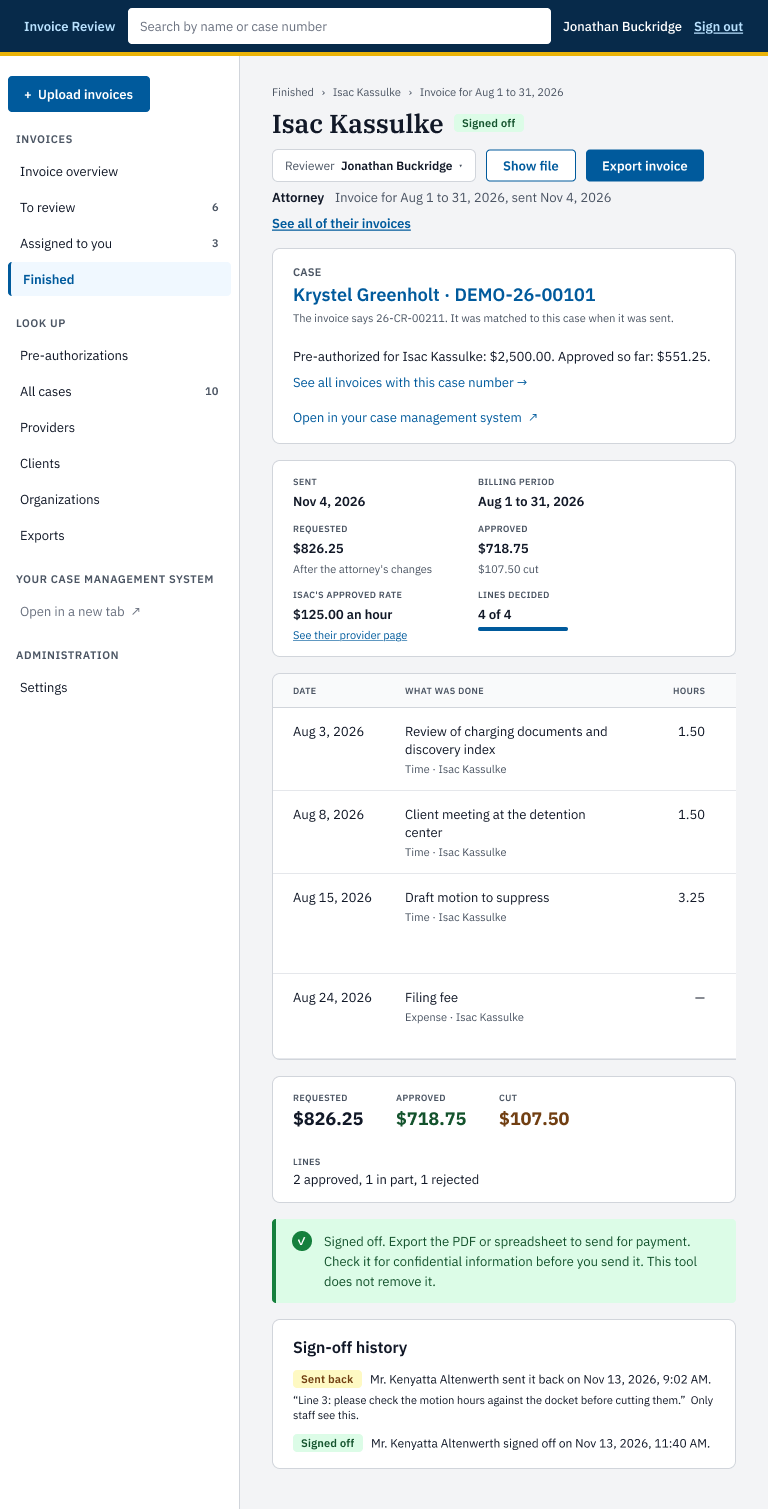 Invoice Review
Search by name or case number
Jonathan Buckridge
Sign out
+ Upload invoices
INVOICES
Invoice overview
To review 6
Assigned to you 3
Finished
LOOK UP
Pre-authorizations
All cases 10
Providers
Clients
Organizations
Exports
YOUR CASE MANAGEMENT SYSTEM
Open in a new tab ↗
ADMINISTRATION
Settings
Finished › Isac Kassulke › Invoice for Aug 1 to 31, 2026
Isac Kassulke Signed off
Reviewer Jonathan Buckridge ·
Show file
Export invoice
Attorney Invoice for Aug 1 to 31, 2026, sent Nov 4, 2026
See all of their invoices
CASE
Krystel Greenholt · DEMO-26-00101
The invoice says 26-CR-00211. It was matched to this case when it was sent.
Pre-authorized for Isac Kassulke: $2,500.00. Approved so far: $551.25.
See all invoices with this case number →
Open in your case management system ↗
SENT
Nov 4, 2026
BILLING PERIOD
Aug 1 to 31, 2026
REQUESTED
$826.25
After the attorney's changes
APPROVED
$718.75
$107.50 cut
ISAC'S APPROVED RATE
$125.00 an hour
See their provider page
LINES DECIDED
4 of 4
DATE WHAT WAS DONE HOURS
Aug 3, 2026 Review of charging documents and 1.50
discovery index
Time · Isac Kassulke
Aug 8, 2026 Client meeting at the detention 1.50
center
Time · Isac Kassulke
Aug 15, 2026 Draft motion to suppress 3.25
Time · Isac Kassulke
Aug 24, 2026 Filing fee —
Expense · Isac Kassulke
REQUESTED
$826.25
APPROVED
$718.75
CUT
$107.50
LINES
2 approved, 1 in part, 1 rejected
Signed off. Export the PDF or spreadsheet to send for payment.
Check it for confidential information before you send it. This tool
does not remove it.
Sign-off history
Sent back Mr. Kenyatta Altenwerth sent it back on Nov 13, 2026, 9:02 AM.
“Line 3: please check the motion hours against the docket before cutting them.” Only
staff see this.
Signed off Mr. Kenyatta Altenwerth signed off on Nov 13, 2026, 11:40 AM.